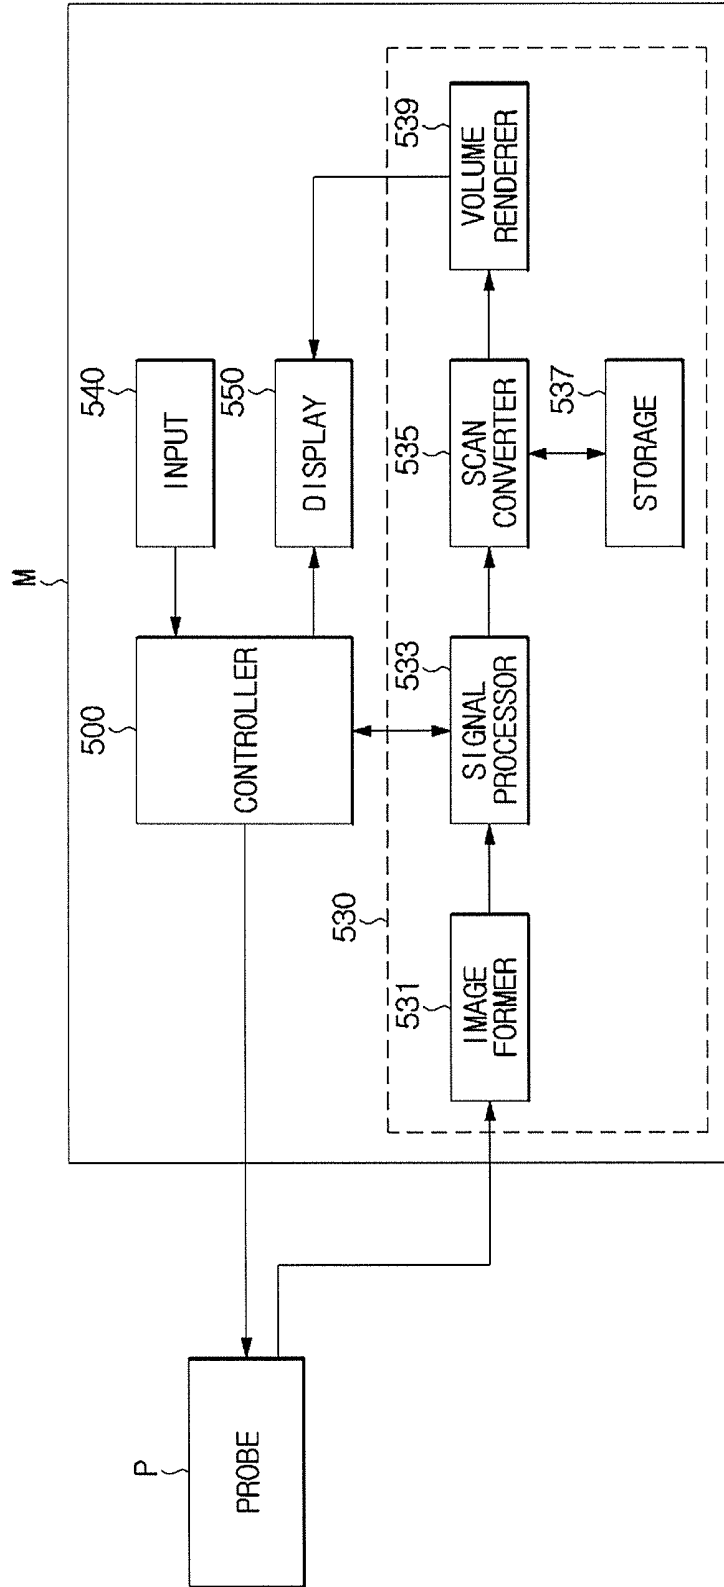 M
500
CONTROLLER
540
INPUT
550
DISPLAY
P
PROBE
530
531
IMAGE
FORMER
533
SIGNAL
PROCESSOR
535
SCAN
CONVERTER
539
VOLUME
RENDERER
537
STORAGE